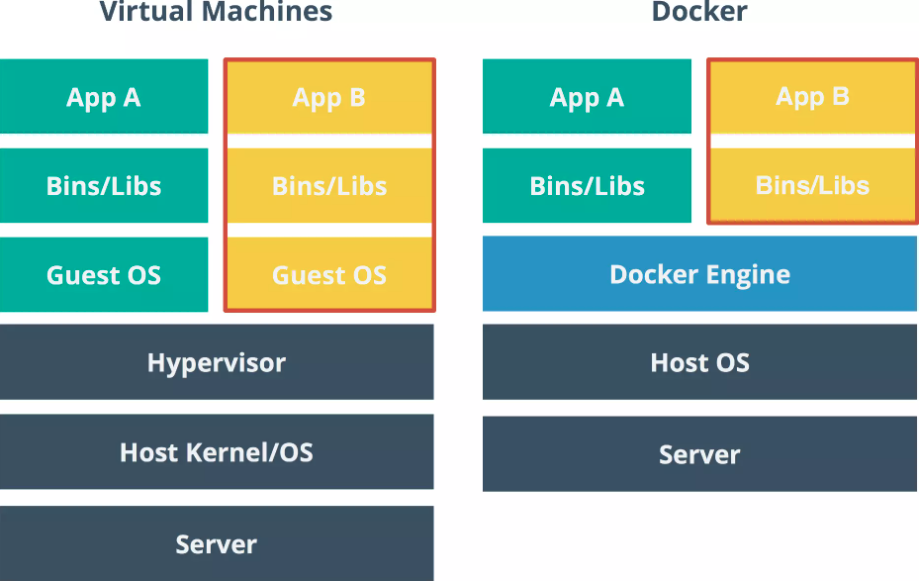 Virtual Machines
App A
App B
Bins/Libs
Bins/Libs
Guest OS
Guest OS
Hypervisor
Host Kernel/OS
Server
Docker
App A
App B
Bins/Libs
Bins/Libs
Docker Engine
Host OS
Server